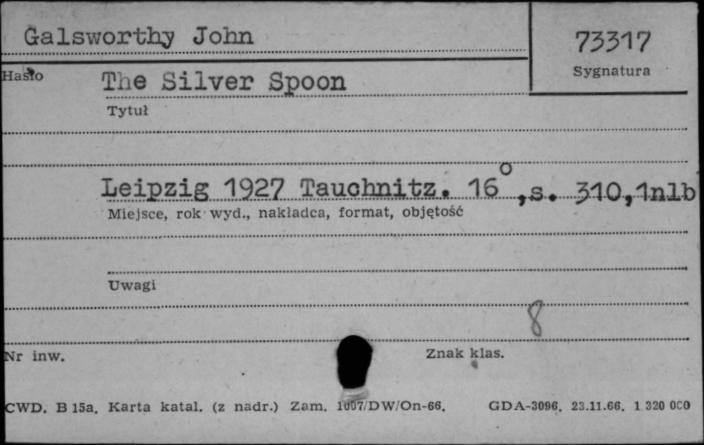 Galsworthy John
73317
Sygnatura
Hasło
The Silver Spoon
Tytuł
Leipzig 1927 Tauchnitz. 16°,s. 310,1nlb
Miejsce, rok wyd., nakładca, format, objętość
Uwagi
8
Nr inw.
Znak klas.
CWD. B 15a. Karta katal. (z nadr.) Zam. 1007/DW/On-66. GDA-3096. 23.11.66. 1 320 000